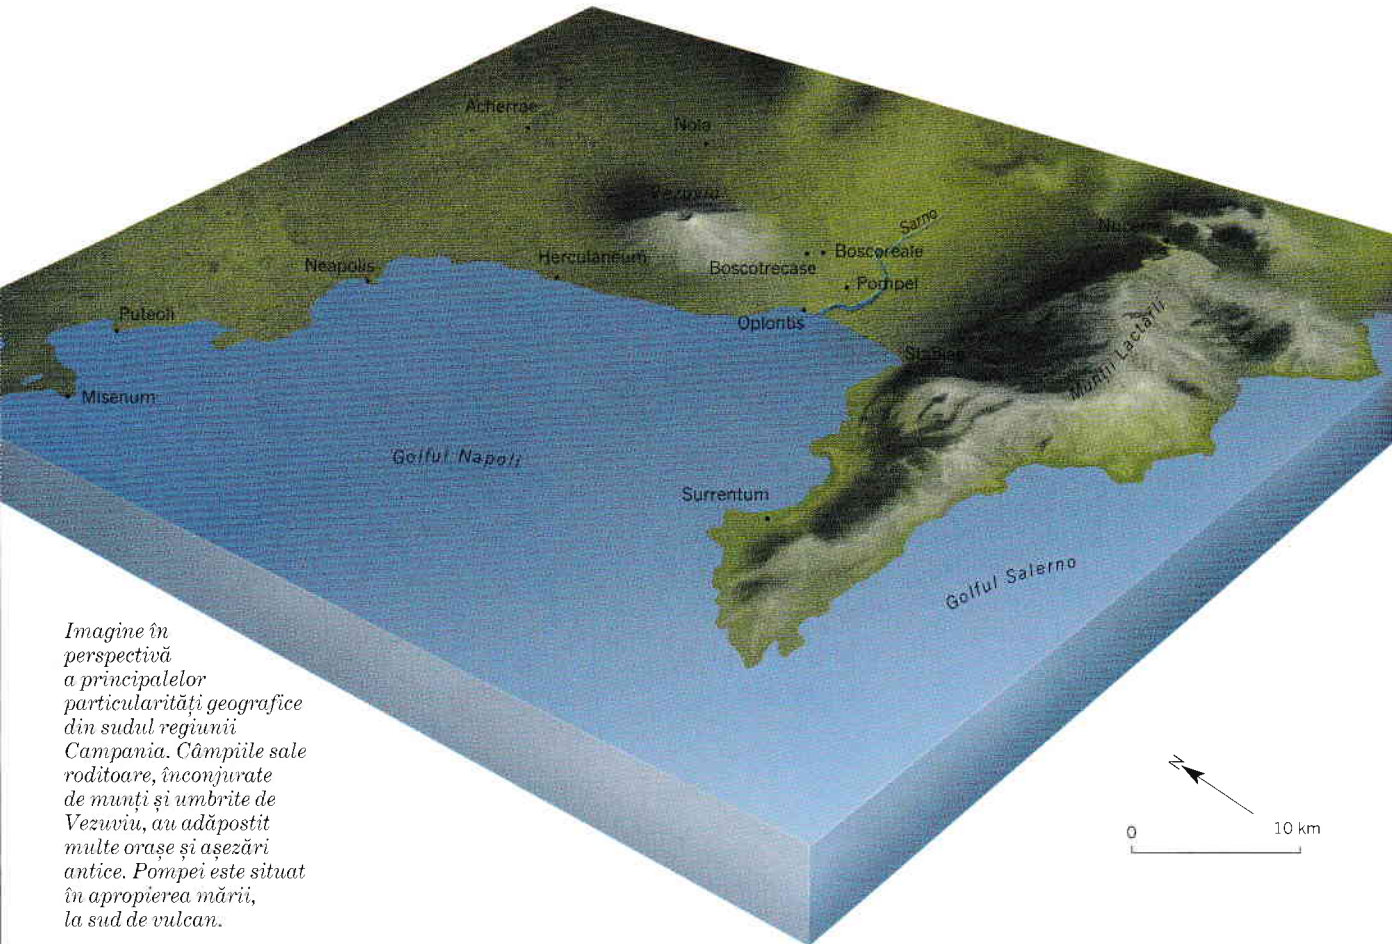 Acherrae
Nola
Vezuviu
Sarno
Nuceria
Neapolis
Herculaneum
Boscoreale
Boscotrecase
Pompei
Puteoli
Oplontis
Stabiae
Munții Lactarii
Misenum
Golful Napoli
Surrentum
Golful Salerno
Imagine în
perspectivă
a principalelor
particularități geografice
din sudul regiunii
Campania. Câmpiile sale
roditoare, înconjurate
de munți și umbrite de
Vezuviu, au adăpostit
multe orașe și așezări
antice. Pompei este situat
în apropierea mării,
la sud de vulcan.
N
0
10 km